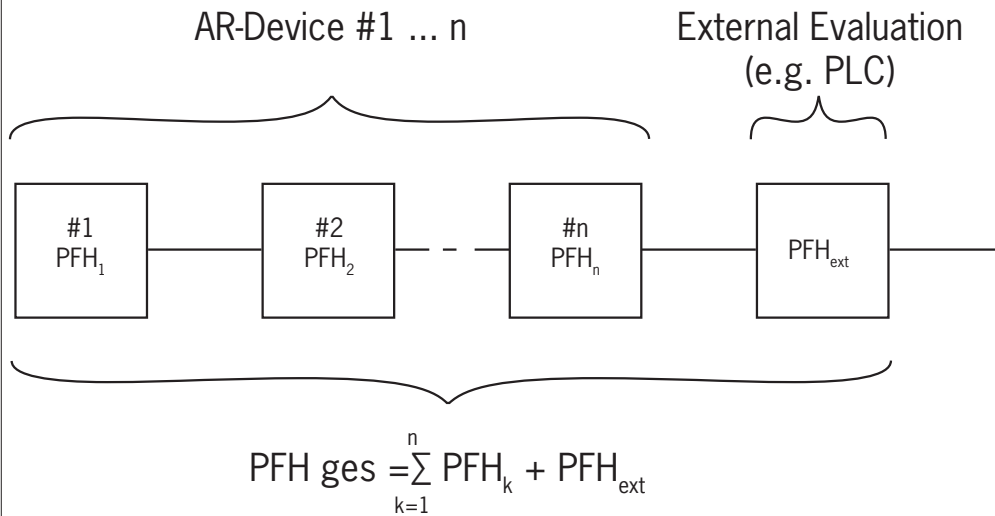 AR-Device #1 ... n
External Evaluation
(e.g. PLC)
#1
PFH₁
#2
PFH₂
#n
PFHₙ
PFHₑₓₜ
n
PFH ges =∑ PFHₖ + PFHₑₓₜ
k=1